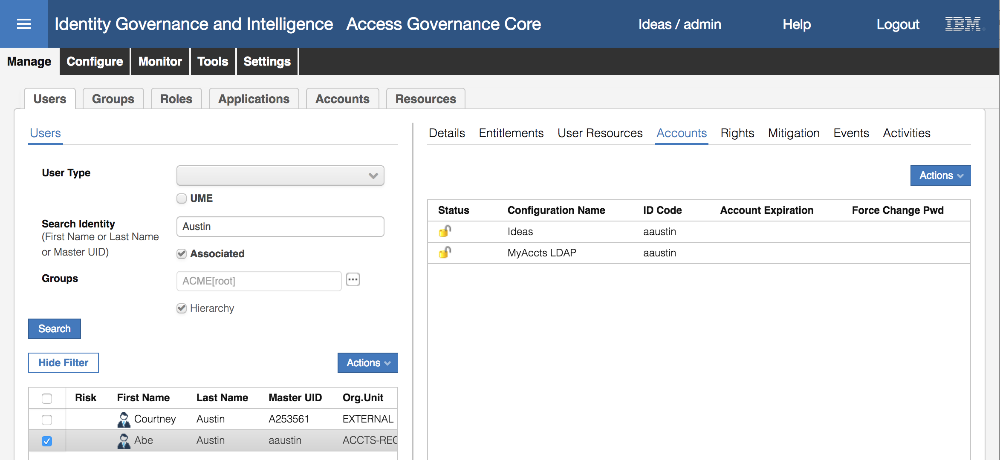 Identity Governance and Intelligence Access Governance Core Ideas / admin Help Logout IBM
Manage Configure Monitor Tools Settings
Users Groups Roles Applications Accounts Resources
Users
User Type
UME
Search Identity
(First Name or Last Name
or Master UID)
Austin
Associated
Groups
ACME[root]
Hierarchy
Search
Hide Filter
Actions
Risk First Name Last Name Master UID Org.Unit
Courtney Austin A253561 EXTERNAL
Abe Austin aaustin ACCTS-REC
Details Entitlements User Resources Accounts Rights Mitigation Events Activities
Actions
Status Configuration Name ID Code Account Expiration Force Change Pwd
Ideas aaustin
MyAccts LDAP aaustin